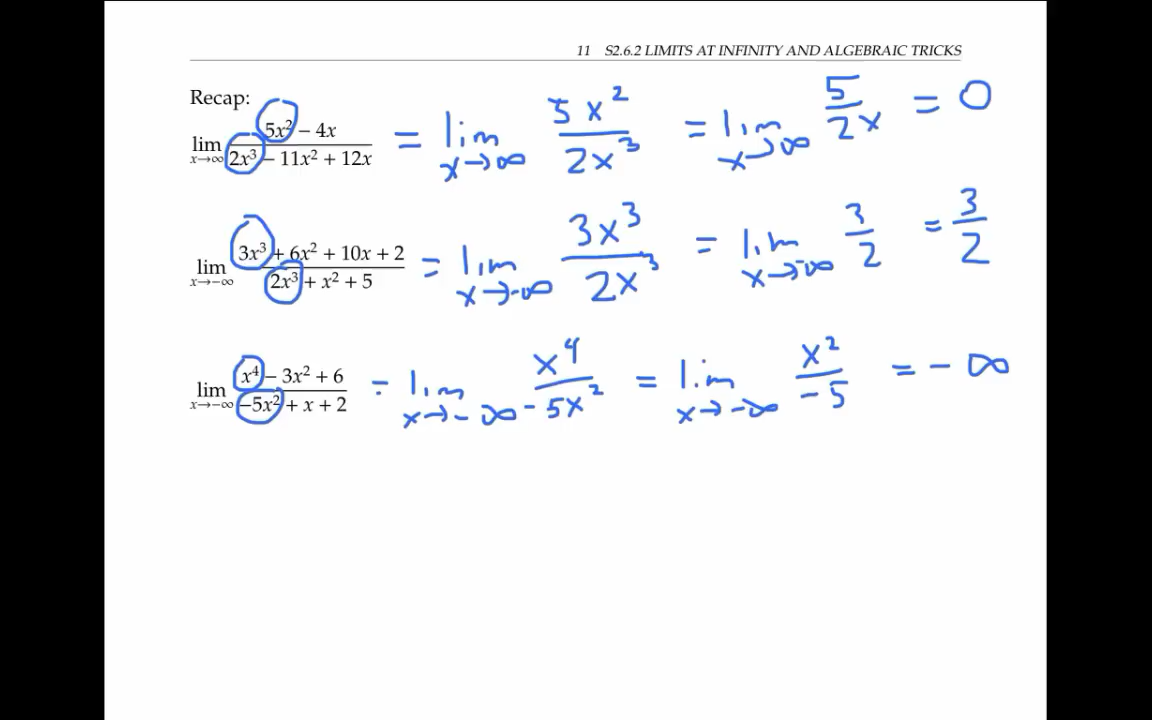 11 S2.6.2 LIMITS AT INFINITY AND ALGEBRAIC TRICKS
Recap:
lim x→∞ (5x² − 4x)/(2x³ − 11x² + 12x) = lim x→∞ 5x²/2x³ = lim x→∞ 5/2x = 0
lim x→−∞ (3x³ + 6x² + 10x + 2)/(2x³ + x² + 5) = lim x→−∞ 3x³/2x³ = lim x→−∞ 3/2 = 3/2
lim x→−∞ (x⁴ − 3x² + 6)/(−5x² + x + 2) = lim x→−∞ x⁴/−5x² = lim x→−∞ x²/−5 = −∞